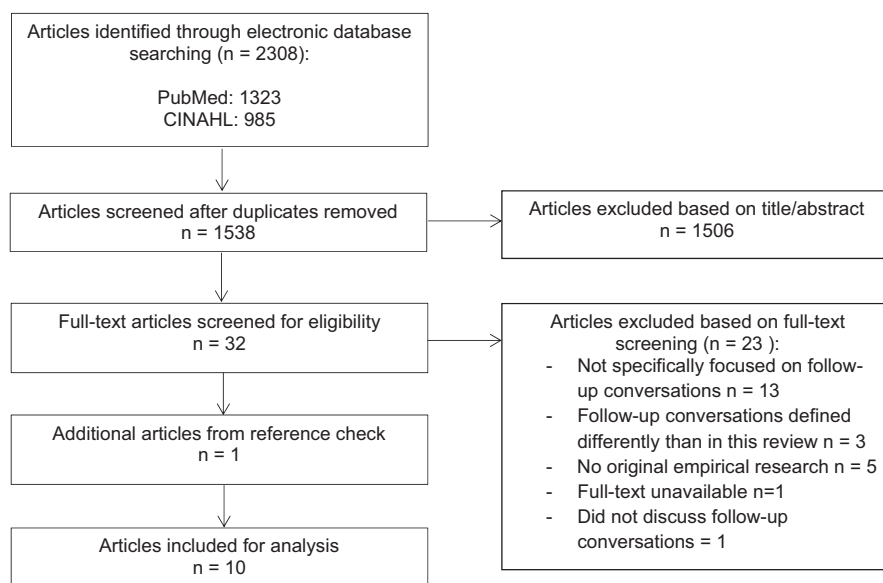 Articles identified through electronic database
searching (n = 2308):
PubMed: 1323
CINAHL: 985
Articles screened after duplicates removed
n = 1538
Articles excluded based on title/abstract
n = 1506
Full-text articles screened for eligibility
n = 32
Articles excluded based on full-text
screening (n = 23 ):
- Not specifically focused on follow-
up conversations n = 13
- Follow-up conversations defined
differently than in this review n = 3
- No original empirical research n = 5
- Full-text unavailable n=1
- Did not discuss follow-up
conversations = 1
Additional articles from reference check
n = 1
Articles included for analysis
n = 10